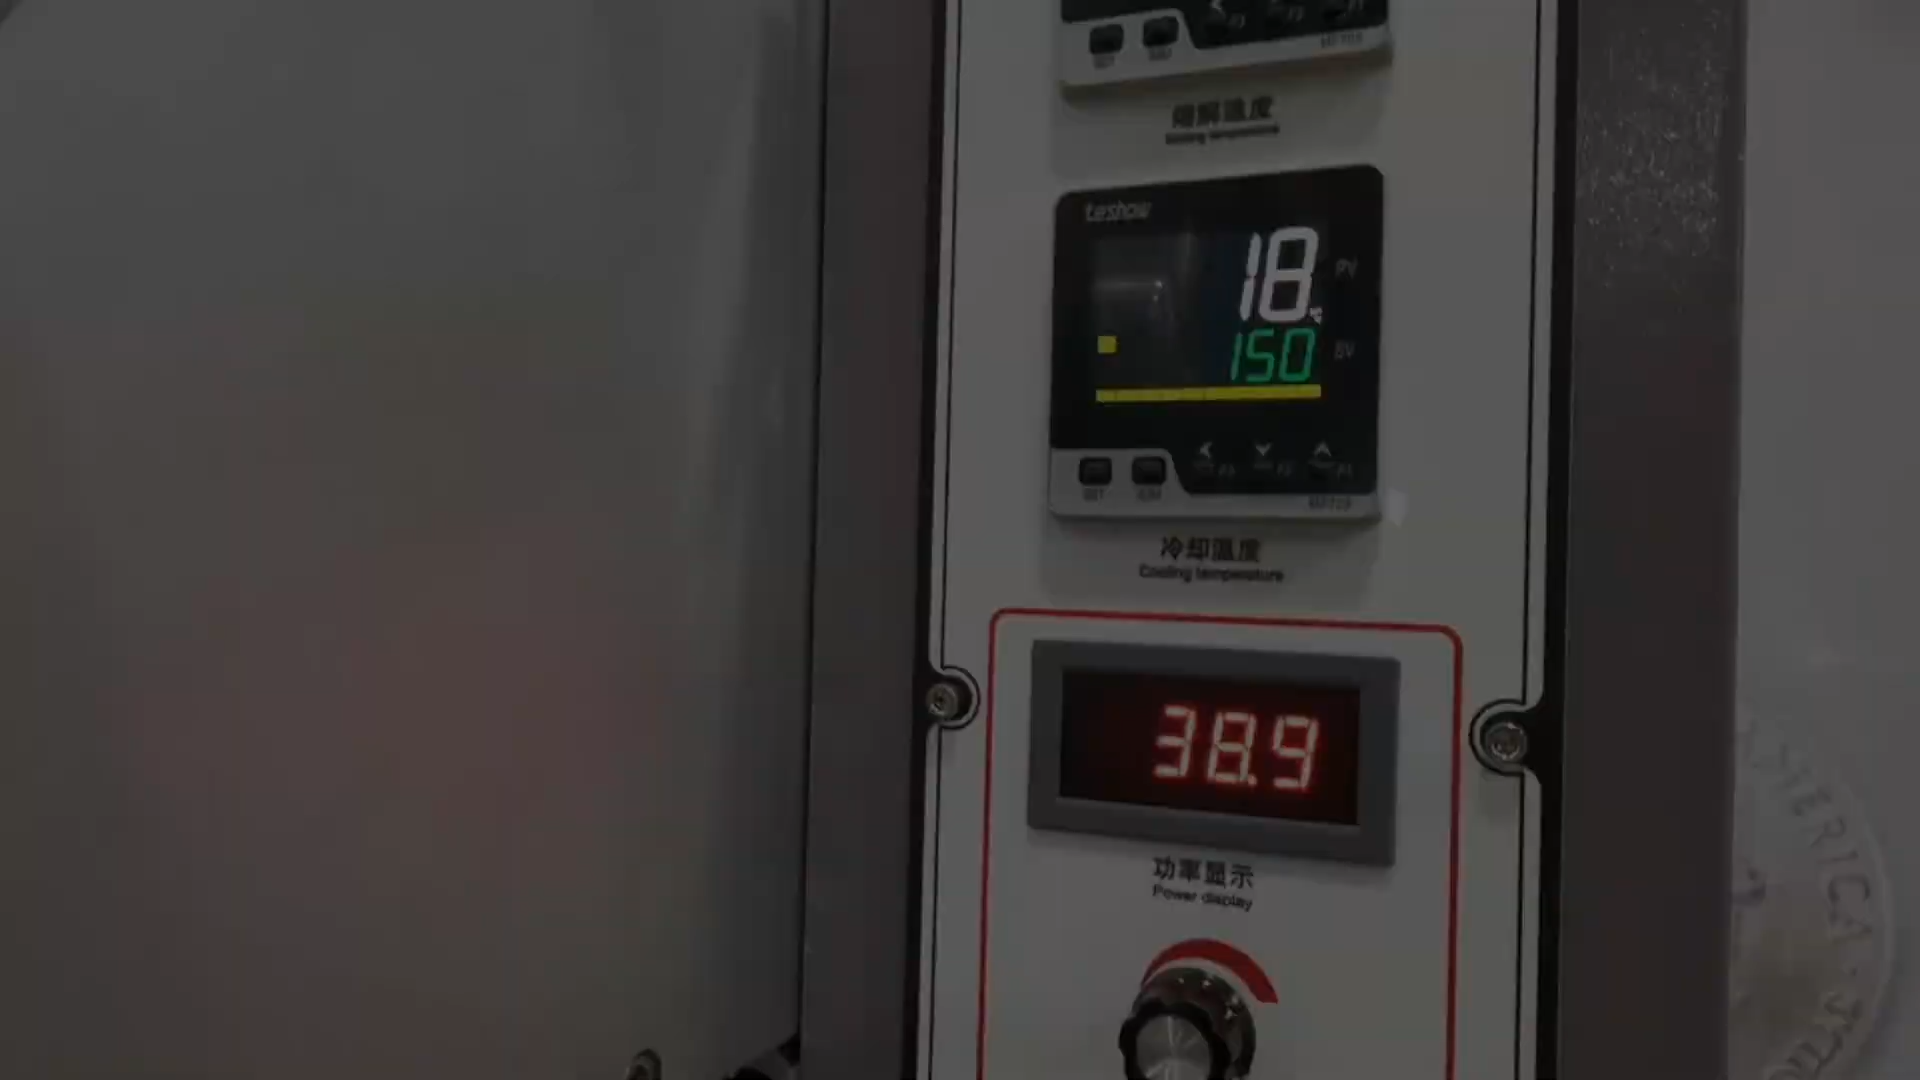 熔解温度
teshow
18 PV
℃
150 SV
冷却温度
Cooling temperature
38.9
功率显示
Power display
AMERICA